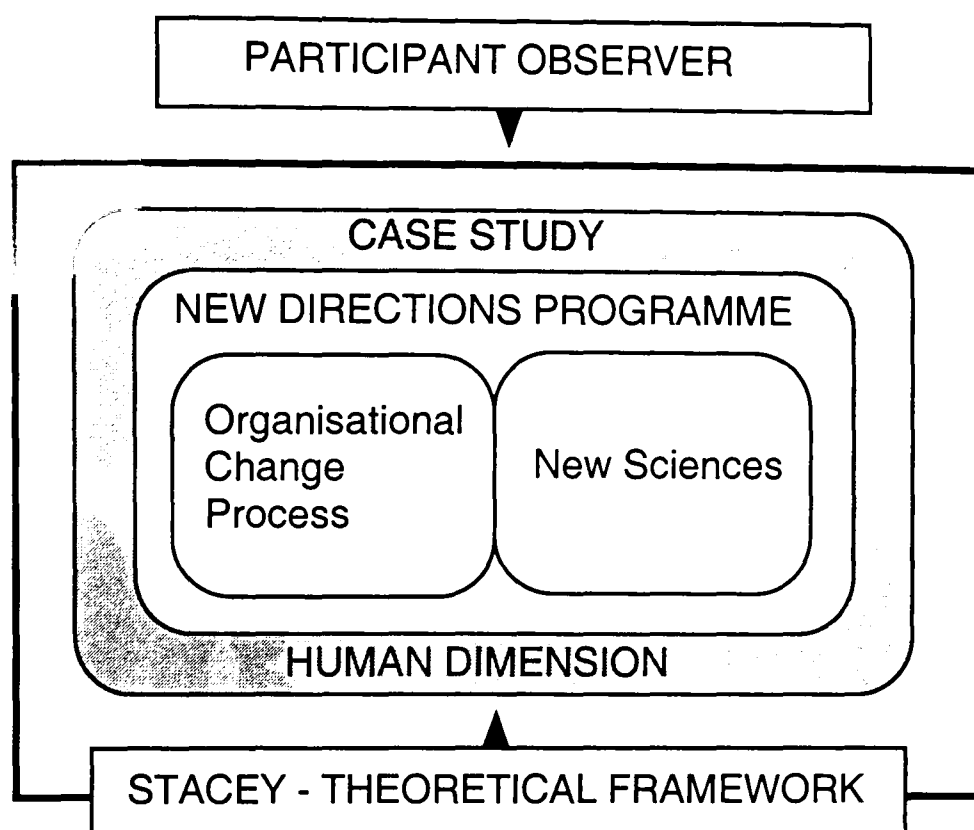 PARTICIPANT OBSERVER
CASE STUDY
NEW DIRECTIONS PROGRAMME
Organisational
Change
Process
New Sciences
HUMAN DIMENSION
STACEY - THEORETICAL FRAMEWORK